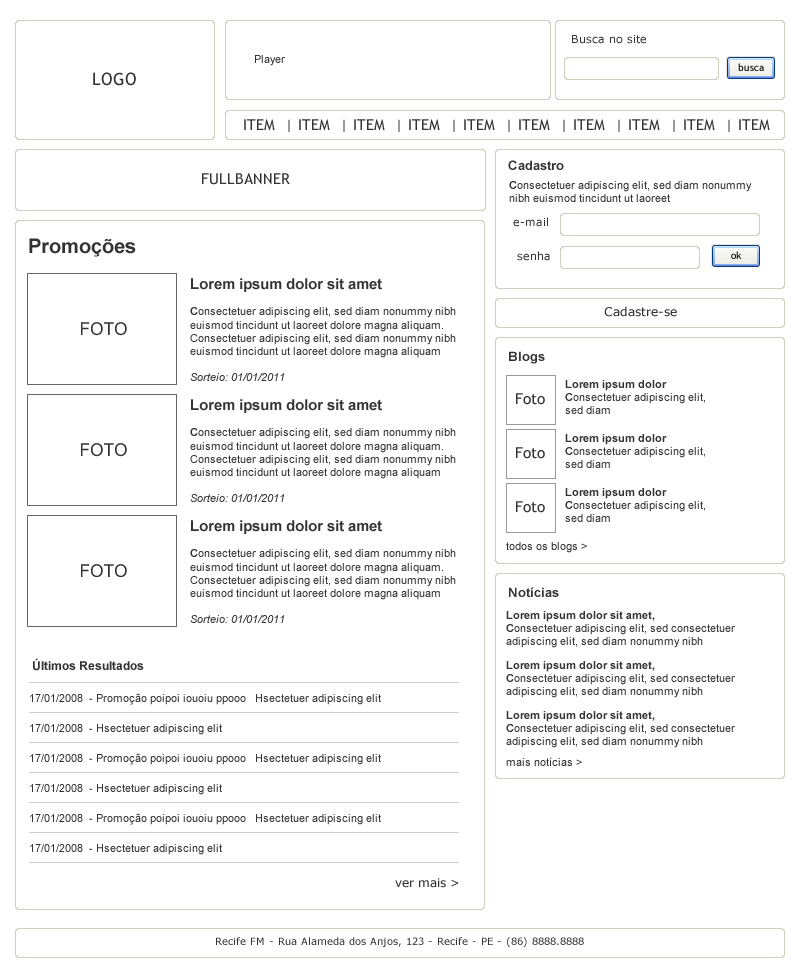 LOGO
Player
Busca no site
busca
ITEM | ITEM | ITEM | ITEM | ITEM | ITEM | ITEM | ITEM | ITEM | ITEM
FULLBANNER
Promoções
FOTO
Lorem ipsum dolor sit amet
Consectetuer adipiscing elit, sed diam nonummy nibh
euismod tincidunt ut laoreet dolore magna aliquam.
Consectetuer adipiscing elit, sed diam nonummy nibh
euismod tincidunt ut laoreet dolore magna aliquam
Sorteio: 01/01/2011
FOTO
Lorem ipsum dolor sit amet
Consectetuer adipiscing elit, sed diam nonummy nibh
euismod tincidunt ut laoreet dolore magna aliquam.
Consectetuer adipiscing elit, sed diam nonummy nibh
euismod tincidunt ut laoreet dolore magna aliquam
Sorteio: 01/01/2011
FOTO
Lorem ipsum dolor sit amet
Consectetuer adipiscing elit, sed diam nonummy nibh
euismod tincidunt ut laoreet dolore magna aliquam.
Consectetuer adipiscing elit, sed diam nonummy nibh
euismod tincidunt ut laoreet dolore magna aliquam
Sorteio: 01/01/2011
Últimos Resultados
17/01/2008 - Promoção poipoi iouoiu ppooo Hsectetuer adipiscing elit
17/01/2008 - Hsectetuer adipiscing elit
17/01/2008 - Promoção poipoi iouoiu ppooo Hsectetuer adipiscing elit
17/01/2008 - Hsectetuer adipiscing elit
17/01/2008 - Promoção poipoi iouoiu ppooo Hsectetuer adipiscing elit
17/01/2008 - Hsectetuer adipiscing elit
ver mais >
Cadastro
Consectetuer adipiscing elit, sed diam nonummy
nibh euismod tincidunt ut laoreet
e-mail
senha
ok
Cadastre-se
Blogs
Foto
Lorem ipsum dolor
Consectetuer adipiscing elit,
sed diam
Foto
Lorem ipsum dolor
Consectetuer adipiscing elit,
sed diam
Foto
Lorem ipsum dolor
Consectetuer adipiscing elit,
sed diam
todos os blogs >
Notícias
Lorem ipsum dolor sit amet,
Consectetuer adipiscing elit, sed consectetuer
adipiscing elit, sed diam nonummy nibh
Lorem ipsum dolor sit amet,
Consectetuer adipiscing elit, sed consectetuer
adipiscing elit, sed diam nonummy nibh
Lorem ipsum dolor sit amet,
Consectetuer adipiscing elit, sed consectetuer
adipiscing elit, sed diam nonummy nibh
mais notícias >
Recife FM - Rua Alameda dos Anjos, 123 - Recife - PE - (86) 8888.8888